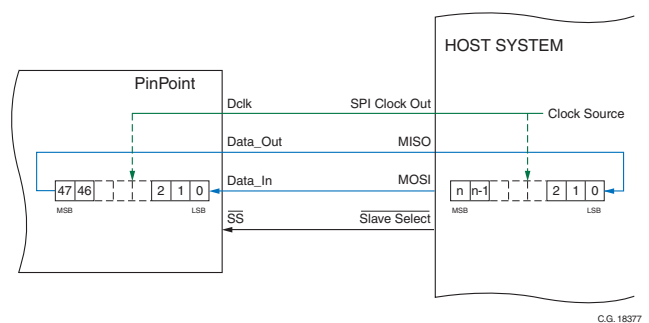 HOST SYSTEM
PinPoint
Dclk SPI Clock Out
Clock Source
Data_Out MISO
47 46 2 1 0
Data_In MOSI
n n-1 2 1 0
MSB LSB
MSB LSB
SS Slave Select
C.G. 18377